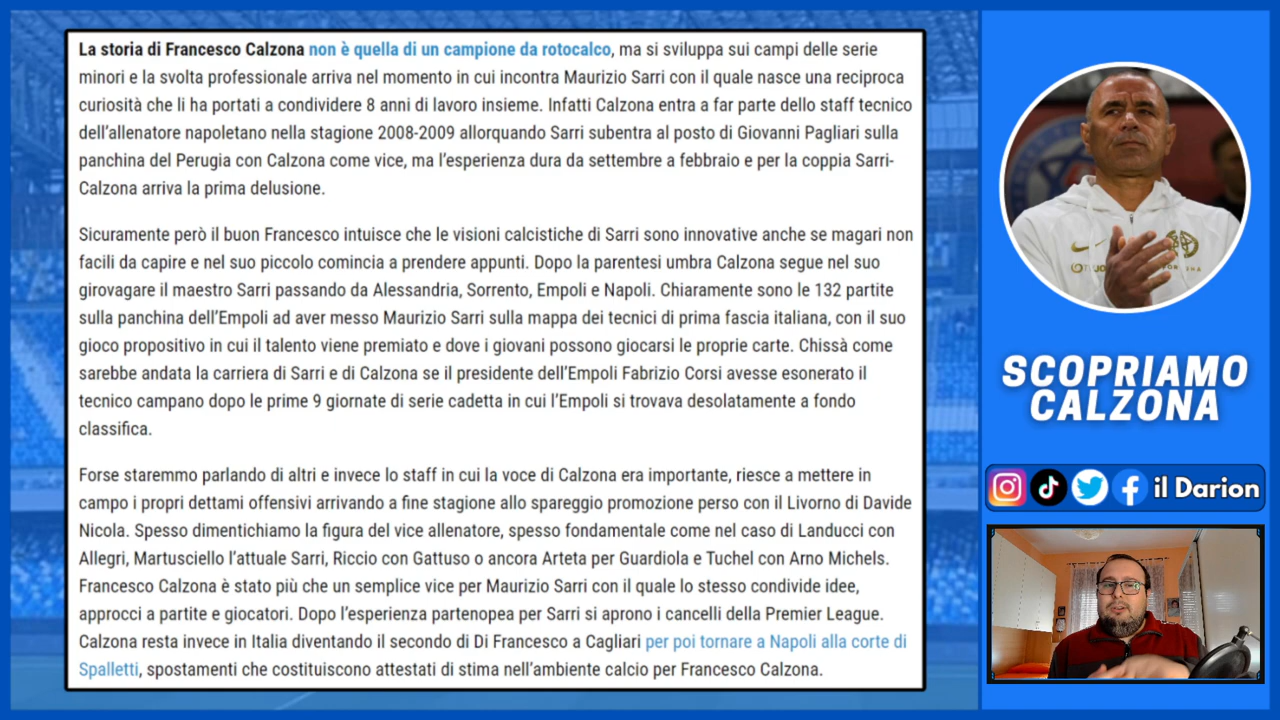 La storia di Francesco Calzona non è quella di un campione da rotocalco, ma si sviluppa sui campi delle serie
minori e la svolta professionale arriva nel momento in cui incontra Maurizio Sarri con il quale nasce una reciproca
curiosità che li ha portati a condividere 8 anni di lavoro insieme. Infatti Calzona entra a far parte dello staff tecnico
dell'allenatore napoletano nella stagione 2008-2009 allorquando Sarri subentra al posto di Giovanni Pagliari sulla
panchina del Perugia con Calzona come vice, ma l'esperienza dura da settembre a febbraio e per la coppia Sarri-
Calzona arriva la prima delusione.
Sicuramente però il buon Francesco intuisce che le visioni calcistiche di Sarri sono innovative anche se magari non
facili da capire e nel suo piccolo comincia a prendere appunti. Dopo la parentesi umbra Calzona segue nel suo
girovagare il maestro Sarri passando da Alessandria, Sorrento, Empoli e Napoli. Chiaramente sono le 132 partite
sulla panchina dell'Empoli ad aver messo Maurizio Sarri sulla mappa dei tecnici di prima fascia italiana, con il suo
gioco propositivo in cui il talento viene premiato e dove i giovani possono giocarsi le proprie carte. Chissà come
sarebbe andata la carriera di Sarri e di Calzona se il presidente dell'Empoli Fabrizio Corsi avesse esonerato il
tecnico campano dopo le prime 9 giornate di serie cadetta in cui l'Empoli si trovava desolatamente a fondo
classifica.
Forse staremmo parlando di altri e invece lo staff in cui la voce di Calzona era importante, riesce a mettere in
campo i propri dettami offensivi arrivando a fine stagione allo spareggio promozione perso con il Livorno di Davide
Nicola. Spesso dimentichiamo la figura del vice allenatore, spesso fondamentale come nel caso di Landucci con
Allegri, Martusciello l'attuale Sarri, Riccio con Gattuso o ancora Arteta per Guardiola e Tuchel con Arno Michels.
Francesco Calzona è stato più che un semplice vice per Maurizio Sarri con il quale lo stesso condivide idee,
approcci a partite e giocatori. Dopo l'esperienza partenopea per Sarri si aprono i cancelli della Premier League.
Calzona resta invece in Italia diventando il secondo di Di Francesco a Cagliari per poi tornare a Napoli alla corte di
Spalletti, spostamenti che costituiscono attestati di stima nell'ambiente calcio per Francesco Calzona.
SCOPRIAMO
CALZONA
il Darion